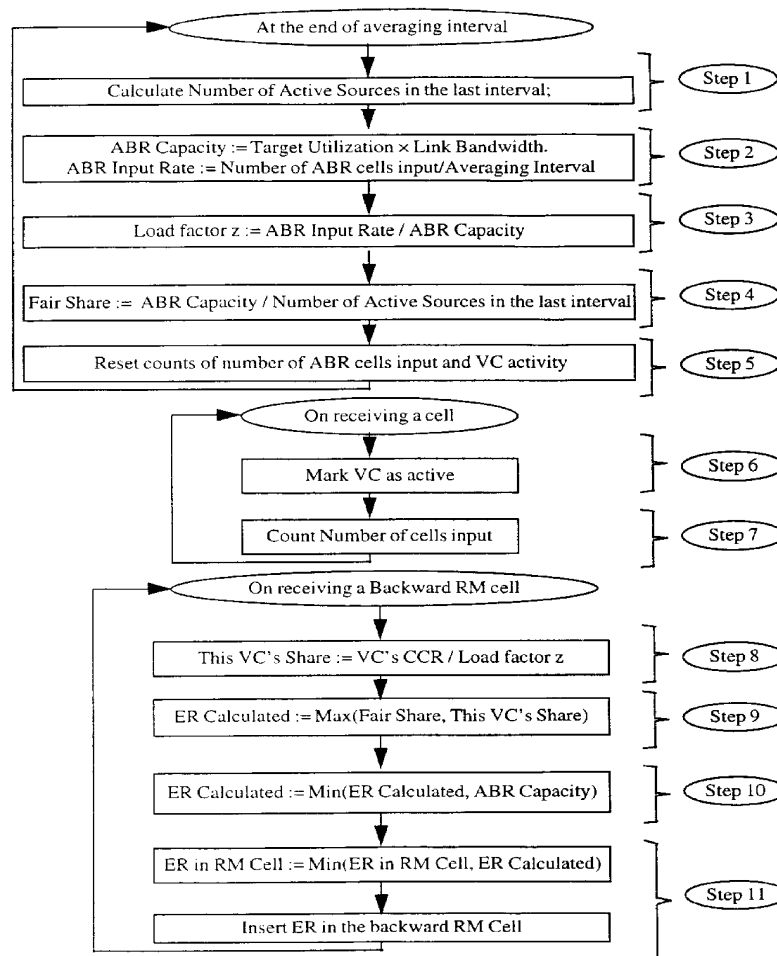 At the end of averaging interval
Calculate Number of Active Sources in the last interval;
Step 1
ABR Capacity := Target Utilization × Link Bandwidth.
ABR Input Rate := Number of ABR cells input/Averaging Interval
Step 2
Load factor z := ABR Input Rate / ABR Capacity
Step 3
Fair Share := ABR Capacity / Number of Active Sources in the last interval
Step 4
Reset counts of number of ABR cells input and VC activity
Step 5
On receiving a cell
Mark VC as active
Step 6
Count Number of cells input
Step 7
On receiving a Backward RM cell
This VC's Share := VC's CCR / Load factor z
Step 8
ER Calculated := Max(Fair Share, This VC's Share)
Step 9
ER Calculated := Min(ER Calculated, ABR Capacity)
Step 10
ER in RM Cell := Min(ER in RM Cell, ER Calculated)
Insert ER in the backward RM Cell
Step 11